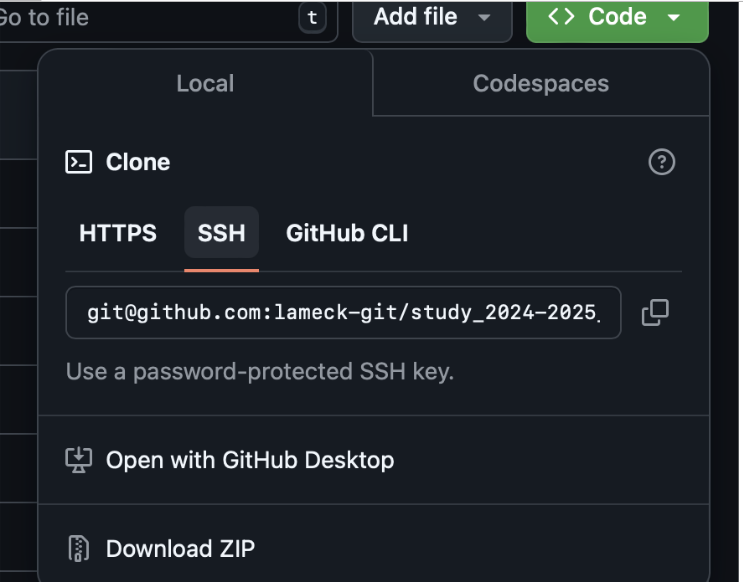 Go to file t Add file <> Code
Local Codespaces
Clone
HTTPS SSH GitHub CLI
git@github.com:lameck-git/study_2024-2025.
Use a password-protected SSH key.
Open with GitHub Desktop
Download ZIP